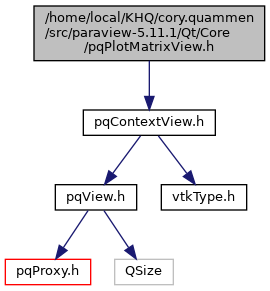 /home/local/KHQ/cory.quammen
/src/paraview-5.11.1/Qt/Core
/pqPlotMatrixView.h
pqContextView.h
pqView.h
vtkType.h
pqProxy.h
QSize